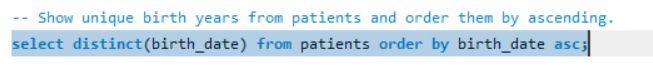 -- Show unique birth years from patients and order them by ascending.
select distinct(birth_date) from patients order by birth_date asc;